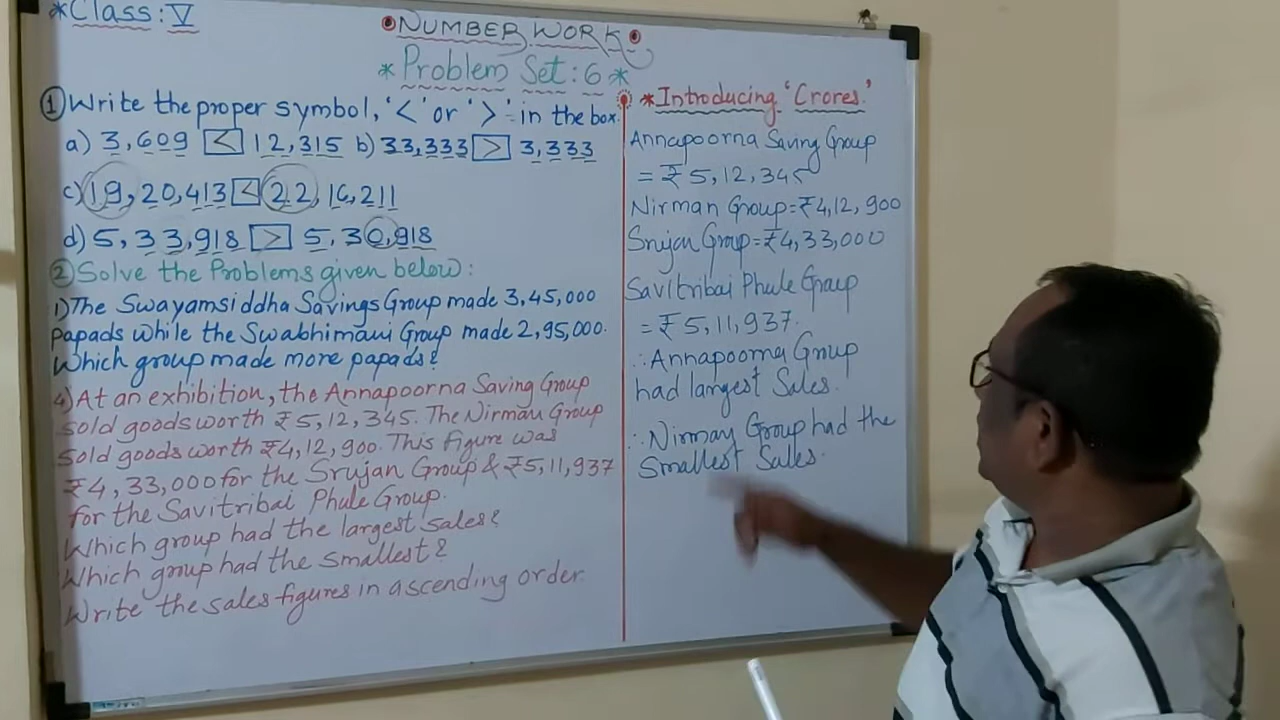 *Class: V
NUMBER WORK
* Problem Set: 6 *
① Write the proper symbol, '<' or '>' in the box.
a) 3,609 < 12,315 b) 33,333 > 3,333
c) 19,20,413 < 22,16,211
d) 5,33,918 > 5,30,918
② Solve the Problems given below:
1) The Swayamsiddha Savings Group made 3,45,000
papads while the Swabhimani Group made 2,95,000.
Which group made more papads?
4) At an exhibition, the Annapoorna Saving Group
sold goods worth ₹5,12,345. The Nirman Group
sold goods worth ₹4,12,900. This figure was
₹4,33,000 for the Srujan Group & ₹5,11,937
for the Savitribai Phule Group.
Which group had the largest sales?
Which group had the smallest?
Write the sales figures in ascending order.
* Introducing 'Crores.'
Annapoorna Saving Group
= ₹5,12,345
Nirman Group = ₹4,12,900
Srujan Group = ₹4,33,000
Savitribai Phule Group
= ₹5,11,937.
∴ Annapoorna Group
had largest Sales.
∴ Nirman Group had the
Smallest Sales.